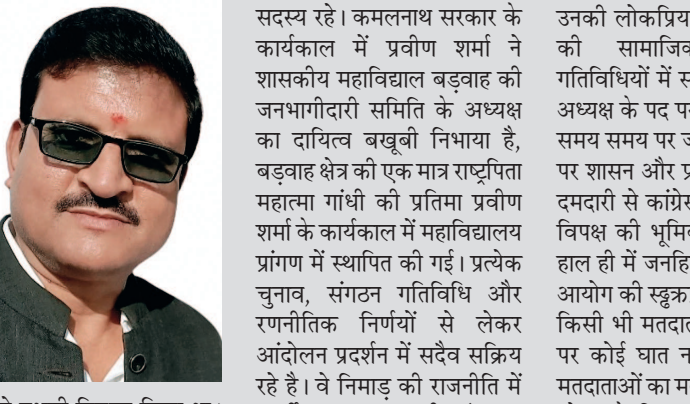 सदस्य रहे। कमलनाथ सरकार के
कार्यकाल में प्रवीण शर्मा ने
शासकीय महाविद्याल बड़वाह की
जनभागीदारी समिति के अध्यक्ष
का दायित्व बखूबी निभाया है,
बड़वाह क्षेत्र की एक मात्र राष्ट्रपिता
महात्मा गांधी की प्रतिमा प्रवीण
शर्मा के कार्यकाल में महाविद्यालय
प्रांगण में स्थापित की गई। प्रत्येक
चुनाव, संगठन गतिविधि और
रणनीतिक निर्णयों से लेकर
आंदोलन प्रदर्शन में सदैव सक्रिय
रहे है। वे निमाड़ की राजनीति में
उनकी
की
गतिविधियों में
अध्यक्ष के पद
समय समय पर
पर शासन और
दमदारी से
विपक्ष की
हाल ही में
आयोग की
किसी भी
पर कोई घात
मतदाताओं का